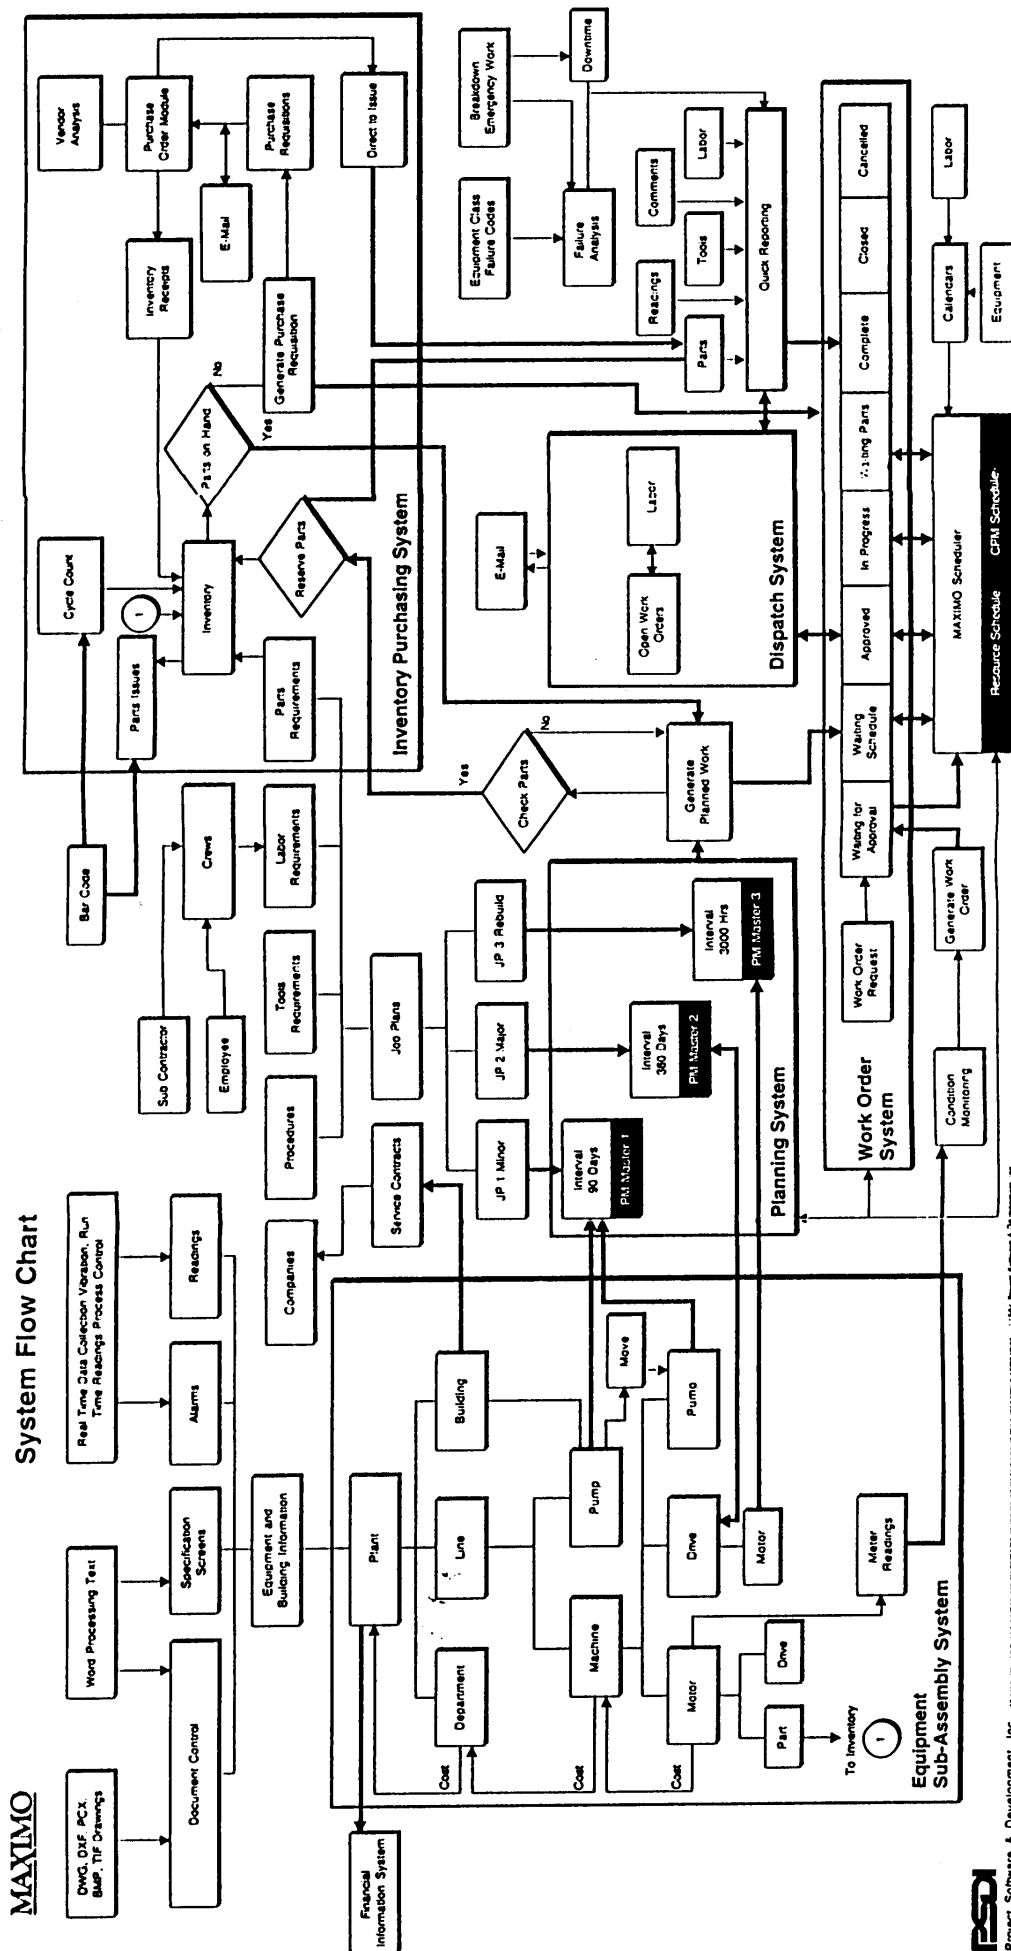 MAXIMO
System Flow Chart
DWG, DXF, PCX,
BMP, TIF Drawings
Word Processing Text
Real Time Data Collection Vibration, Run
Time Readings Process Control
Document Control
Specification
Screens
Alarms
Readings
Equipment and
Building Information
Financial
Information System
Plant
Department
Line
Building
Cost
Machine
Pump
Move
Cost
Motor
Drive
Pump
Cost
Motor
Part
Drive
Meter
Readings
To Inventory
1
Equipment
Sub-Assembly System
Bar Code
Sub Contractor
Employee
Crews
Companies
Procedures
Tools
Requirements
Labor
Requirements
Parts
Requirements
Service Contracts
Job Plans
JP 1 Minor
JP 2 Major
JP 3 Rebuild
Interval
90 Days
PM Master 1
Interval
360 Days
PM Master 2
Interval
3000 Hrs
PM Master 3
Planning System
Cycle Count
Parts Issues
1
Inventory
Reserve Parts
Parts on Hand
No
Yes
Inventory
Receipts
Vendor
Analysis
Purchase
Order Module
E-Mail
Purchase
Requisitions
Generate Purchase
Requisition
Direct to Issue
Inventory Purchasing System
Check Parts
Yes
No
Generate
Planned Work
E-Mail
Open Work
Orders
Labor
Dispatch System
Breakdown
Emergency Work
Downtime
Equipment Class
Failure Codes
Failure
Analysis
Parts
Readings
Tools
Comments
Labor
Quick Reporting
Work Order
System
Work Order
Request
Waiting for
Approval
Waiting
Schedule
Approved
In Progress
Waiting Parts
Complete
Closed
Cancelled
Condition
Monitoring
Generate Work
Order
MAXIMO Scheduler
Resource Schedule
CPM Schedule
Calendars
Labor
Equipment
PSDI
Project Software & Development, Inc.